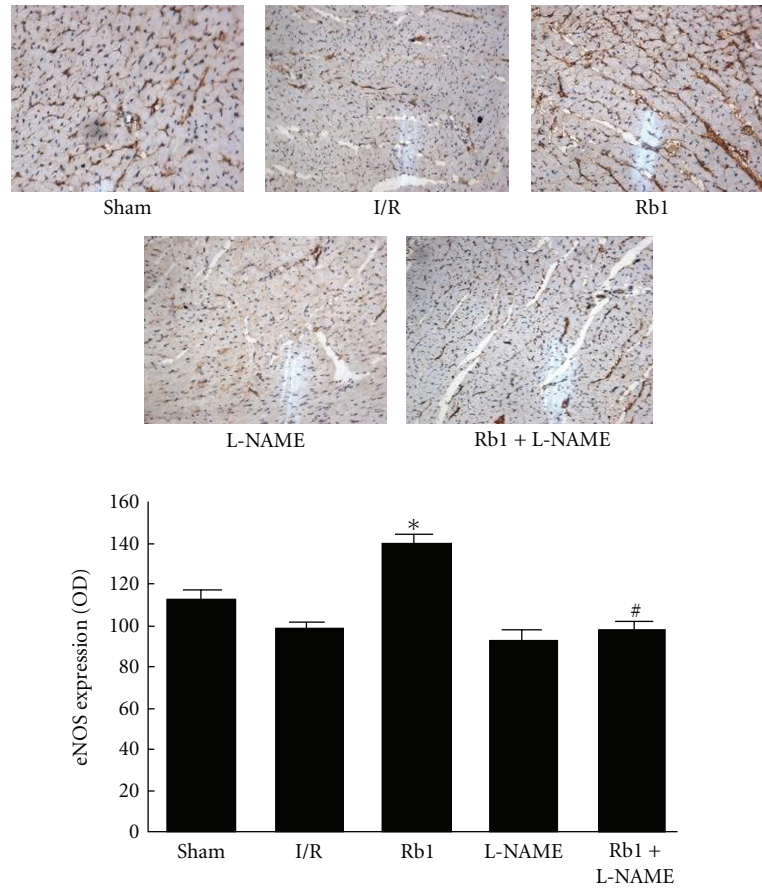 Sham
I/R
Rb1
L-NAME
Rb1 + L-NAME
eNOS expression (OD)
160
140
120
100
80
60
40
20
0
*
#
Sham
I/R
Rb1
L-NAME
Rb1 +
L-NAME